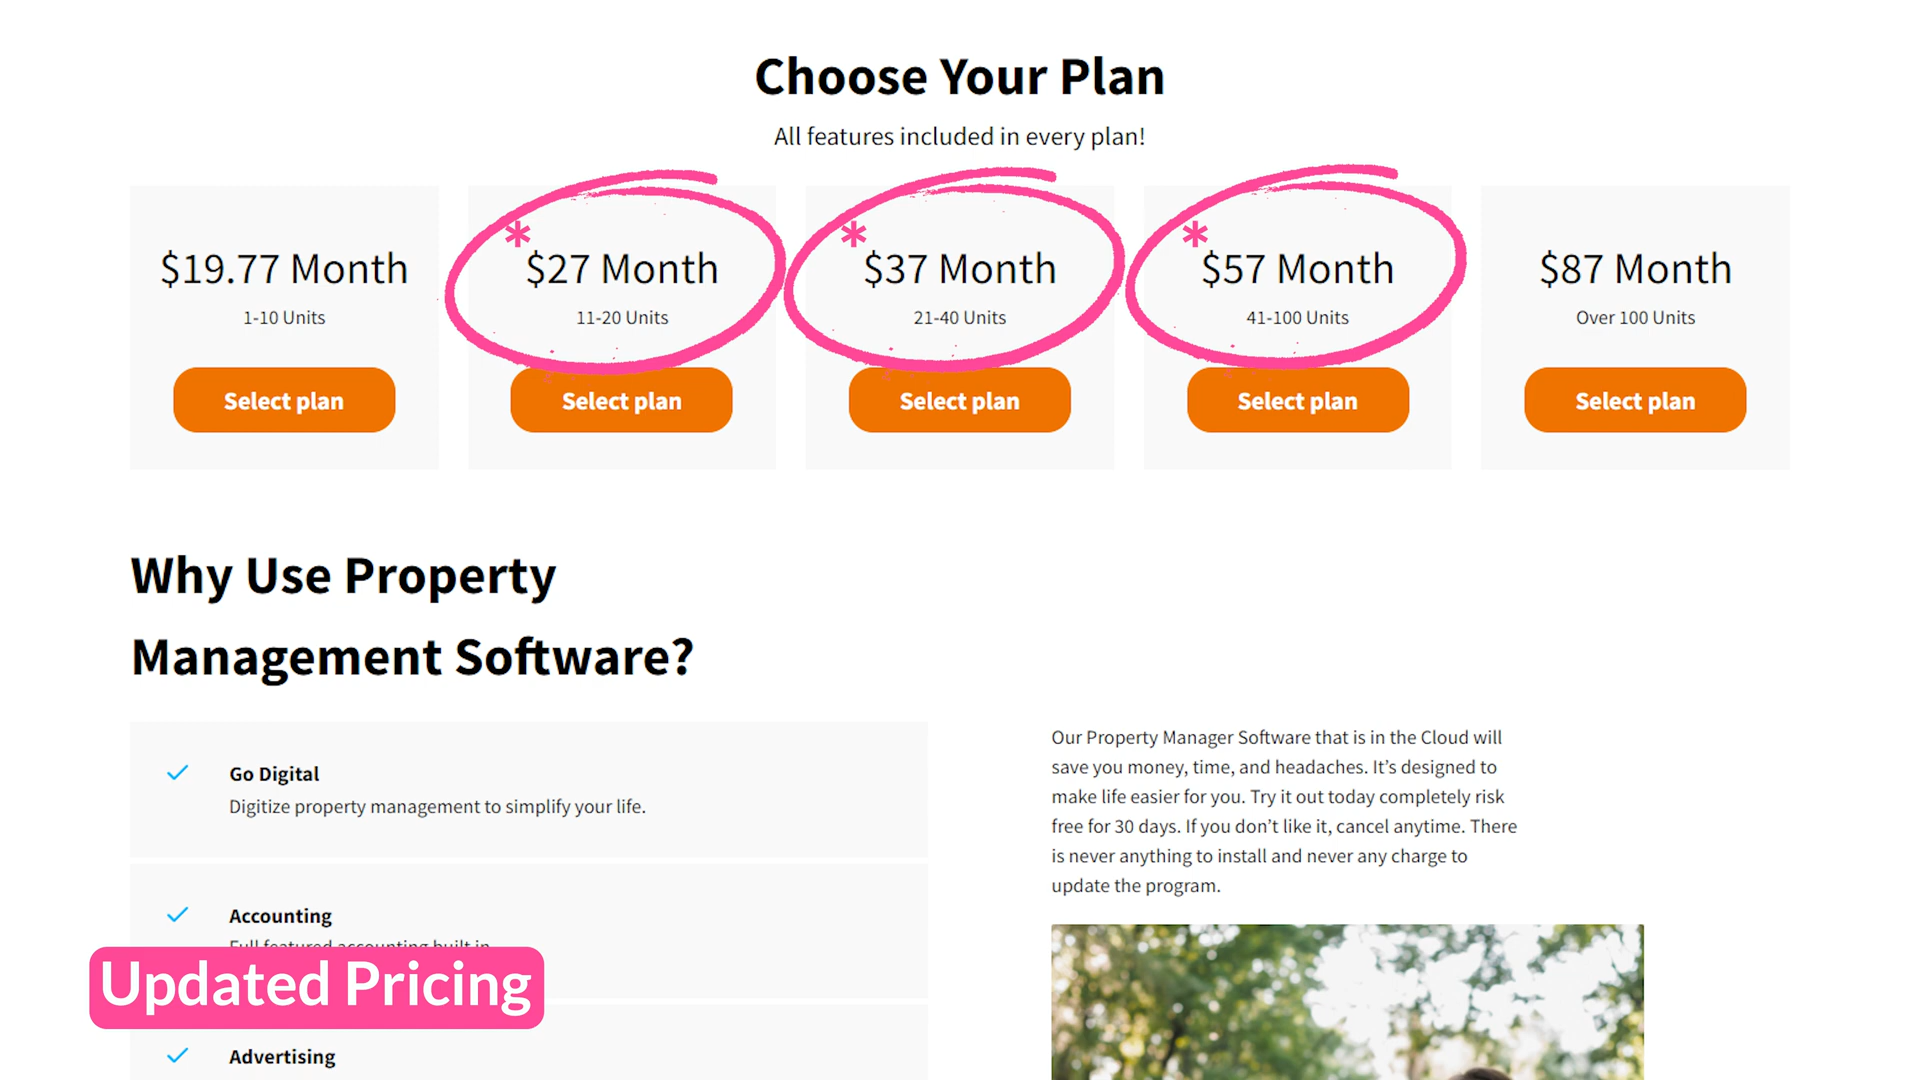 Choose Your Plan
All features included in every plan!
$19.77 Month
1-10 Units
Select plan
*
$27 Month
11-20 Units
Select plan
*
$37 Month
21-40 Units
Select plan
*
$57 Month
41-100 Units
Select plan
$87 Month
Over 100 Units
Select plan
Why Use Property
Management Software?
Go Digital
Digitize property management to simplify your life.
Accounting
Full featured accounting built in
Advertising
Our Property Manager Software that is in the Cloud will
save you money, time, and headaches. It’s designed to
make life easier for you. Try it out today completely risk
free for 30 days. If you don’t like it, cancel anytime. There
is never anything to install and never any charge to
update the program.
Updated Pricing